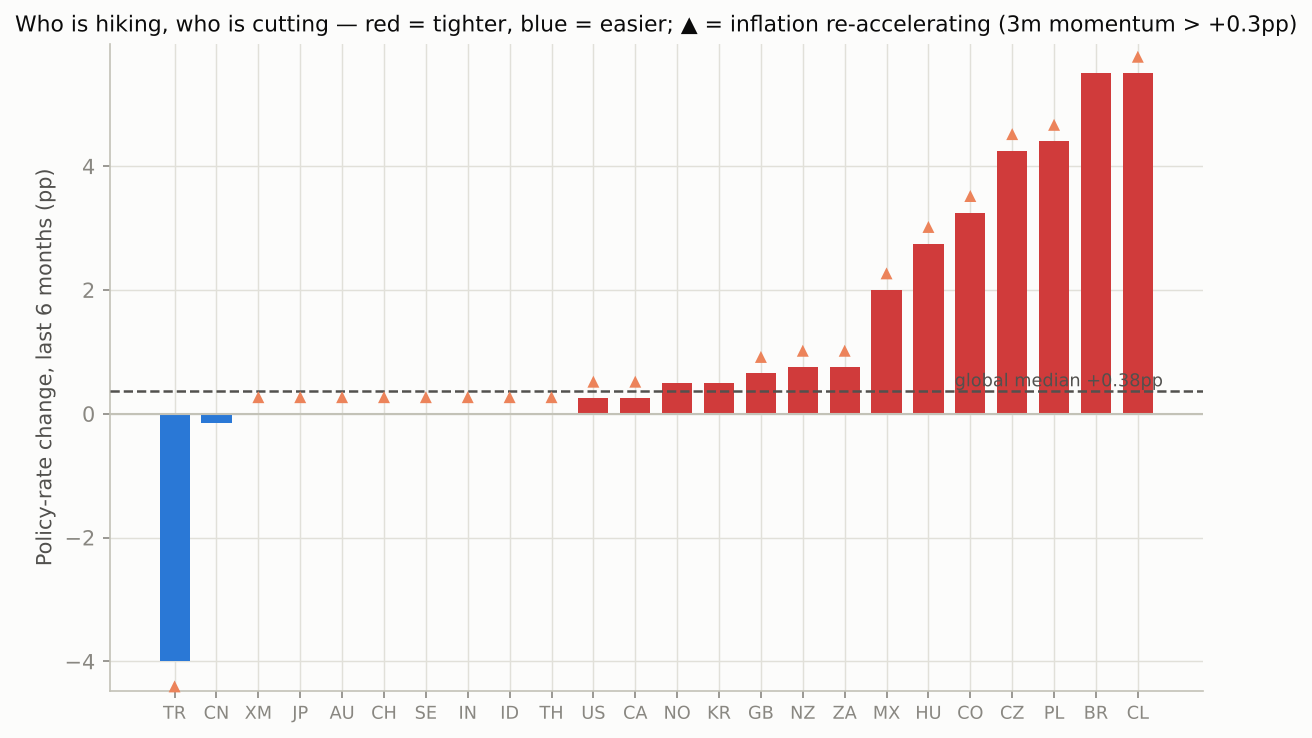 Who is hiking, who is cutting — red = tighter, blue = easier; ▲ = inflation re-accelerating (3m momentum > +0.3pp)
Policy-rate change, last 6 months (pp)
4
2
0
−2
−4
global median +0.38pp
TR CN XM JP AU CH SE IN ID TH US CA NO KR GB NZ ZA MX HU CO CZ PL BR CL